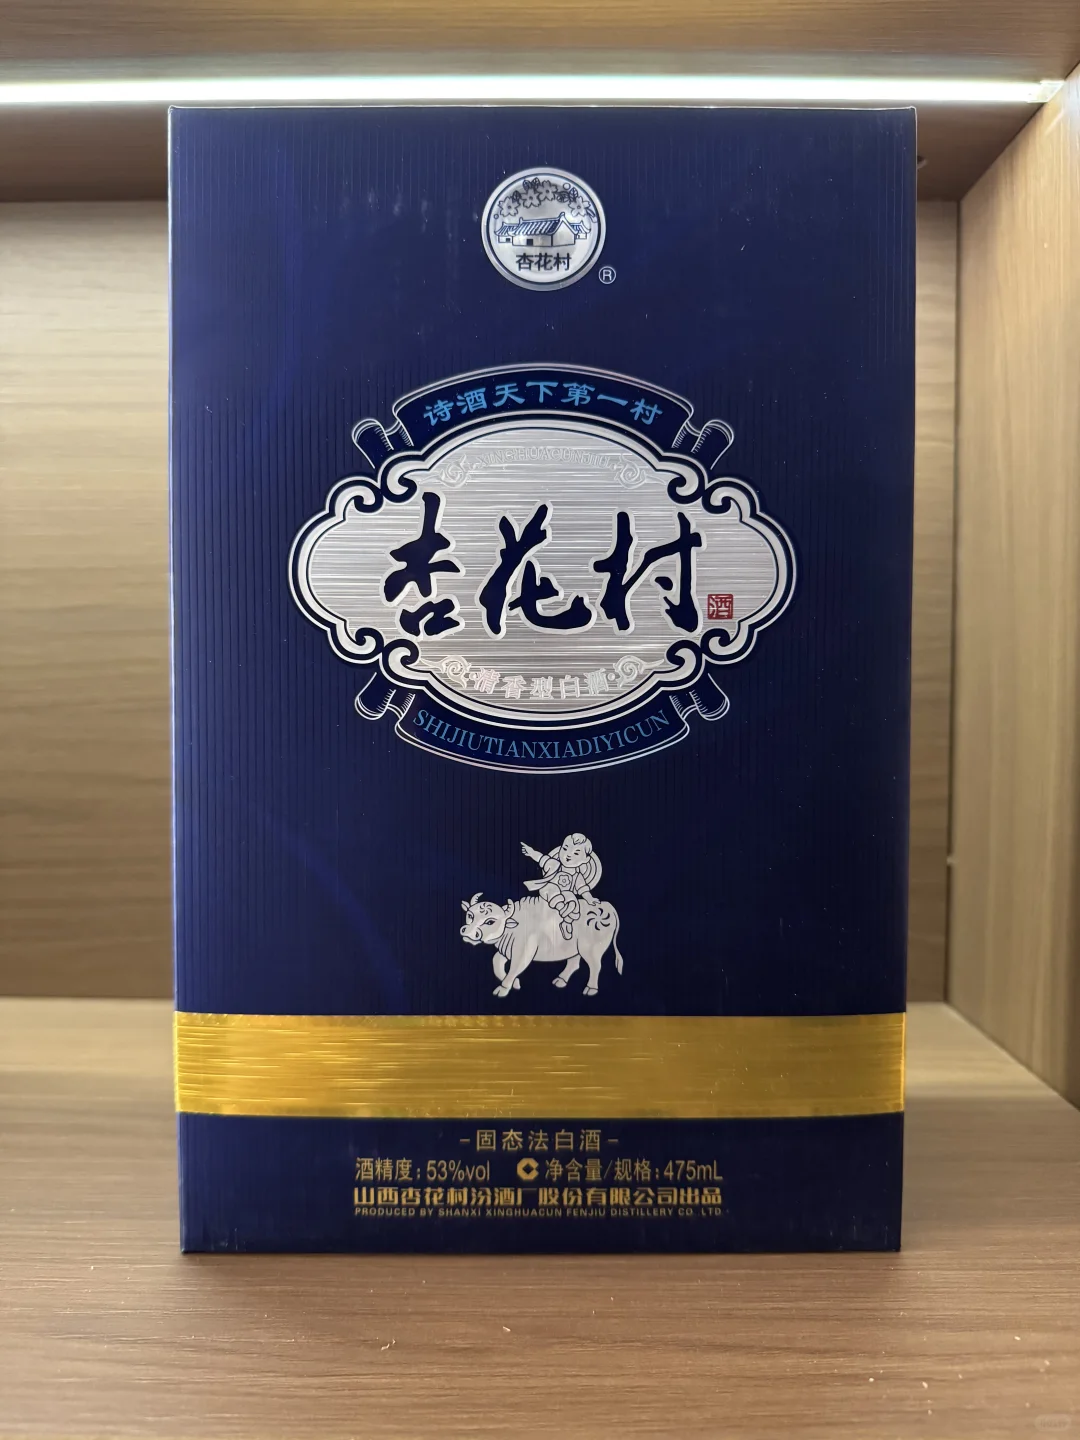 杏花村
®
诗酒天下第一村
XINGHUACUNJIU
杏花村
酒
·清香型白酒·
SHIJIUTIANXIADIYICUN
-固态法白酒-
酒精度:53%vol 净含量/规格:475mL
山西杏花村汾酒厂股份有限公司出品
PRODUCED BY SHANXI XINGHUACUN FENJIU DISTILLERY CO. LTD.